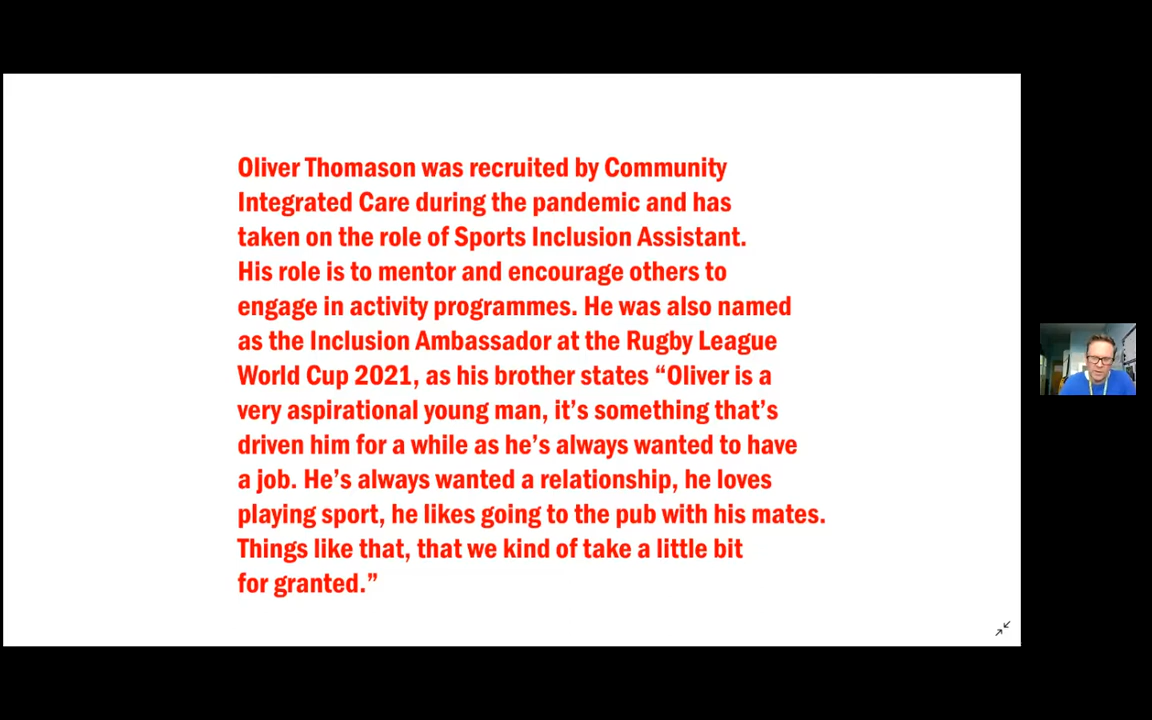 Oliver Thomason was recruited by Community
Integrated Care during the pandemic and has
taken on the role of Sports Inclusion Assistant.
His role is to mentor and encourage others to
engage in activity programmes. He was also named
as the Inclusion Ambassador at the Rugby League
World Cup 2021, as his brother states “Oliver is a
very aspirational young man, it’s something that’s
driven him for a while as he’s always wanted to have
a job. He’s always wanted a relationship, he loves
playing sport, he likes going to the pub with his mates.
Things like that, that we kind of take a little bit
for granted.”